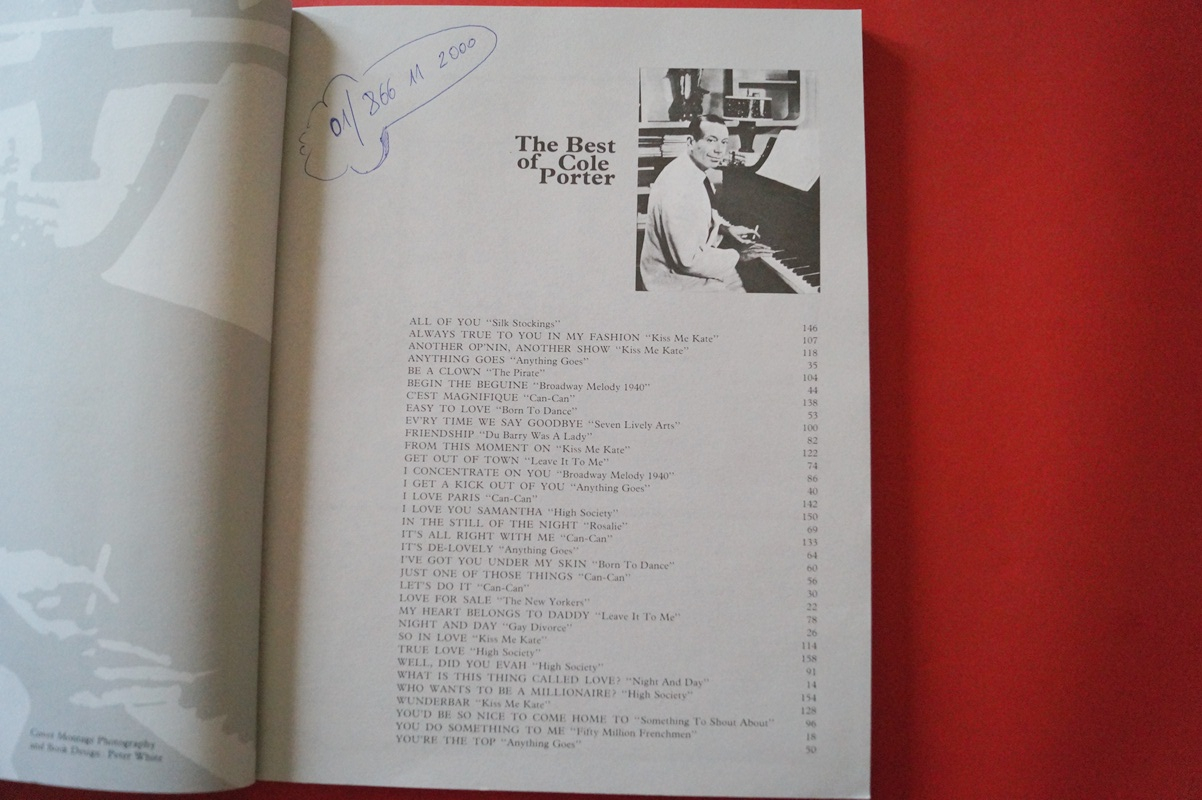 01/ 866 M 2000
The Best
of Cole
Porter
ALL OF YOU "Silk Stockings" 146
ALWAYS TRUE TO YOU IN MY FASHION "Kiss Me Kate" 107
ANOTHER OP'NIN, ANOTHER SHOW "Kiss Me Kate" 118
ANYTHING GOES "Anything Goes" 35
BE A CLOWN "The Pirate" 104
BEGIN THE BEGUINE "Broadway Melody 1940" 44
C'EST MAGNIFIQUE "Can-Can" 138
EASY TO LOVE "Born To Dance" 53
EV'RY TIME WE SAY GOODBYE "Seven Lively Arts" 100
FRIENDSHIP "Du Barry Was A Lady" 82
FROM THIS MOMENT ON "Kiss Me Kate" 122
GET OUT OF TOWN "Leave It To Me" 74
I CONCENTRATE ON YOU "Broadway Melody 1940" 86
I GET A KICK OUT OF YOU "Anything Goes" 40
I LOVE PARIS "Can-Can" 142
I LOVE YOU SAMANTHA "High Society" 150
IN THE STILL OF THE NIGHT "Rosalie" 69
IT'S ALL RIGHT WITH ME "Can-Can" 133
IT'S DE-LOVELY "Anything Goes" 64
I'VE GOT YOU UNDER MY SKIN "Born To Dance" 60
JUST ONE OF THOSE THINGS "Can-Can" 56
LET'S DO IT "Can-Can" 30
LOVE FOR SALE "The New Yorkers" 22
MY HEART BELONGS TO DADDY "Leave It To Me" 78
NIGHT AND DAY "Gay Divorce" 26
SO IN LOVE "Kiss Me Kate" 114
TRUE LOVE "High Society" 158
WELL, DID YOU EVAH "High Society" 91
WHAT IS THIS THING CALLED LOVE? "Night And Day" 14
WHO WANTS TO BE A MILLIONAIRE? "High Society" 154
WUNDERBAR "Kiss Me Kate" 128
YOU'D BE SO NICE TO COME HOME TO "Something To Shout About" 96
YOU DO SOMETHING TO ME "Fifty Million Frenchmen" 18
YOU'RE THE TOP "Anything Goes" 50
Cover Montage Photography
and Book Design: Peter White